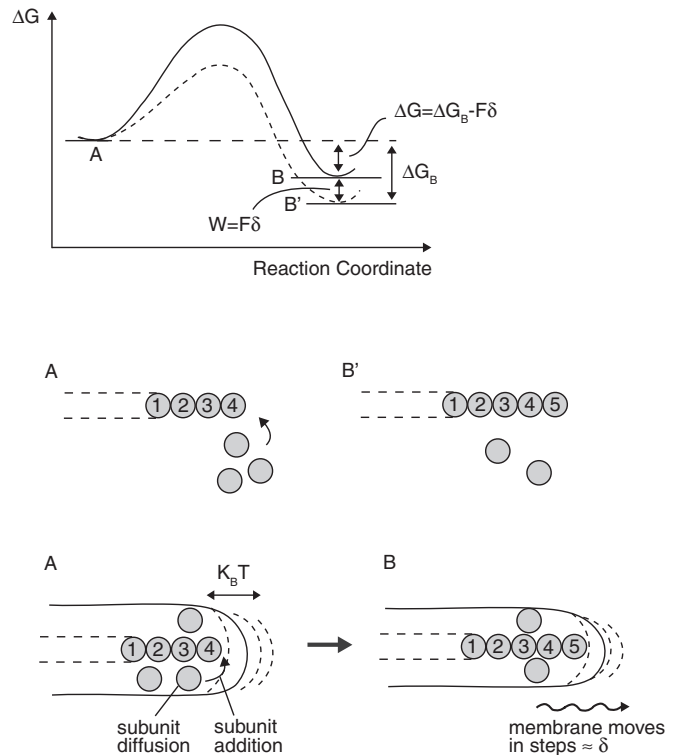 ΔG
ΔG=ΔG_B-Fδ
A
B
ΔG_B
B'
W=Fδ
Reaction Coordinate
A
B'
1 2 3 4
1 2 3 4 5
A
K_BT
B
1 2 3 4
1 2 3 4 5
subunit
diffusion
subunit
addition
membrane moves
in steps ≈ δ